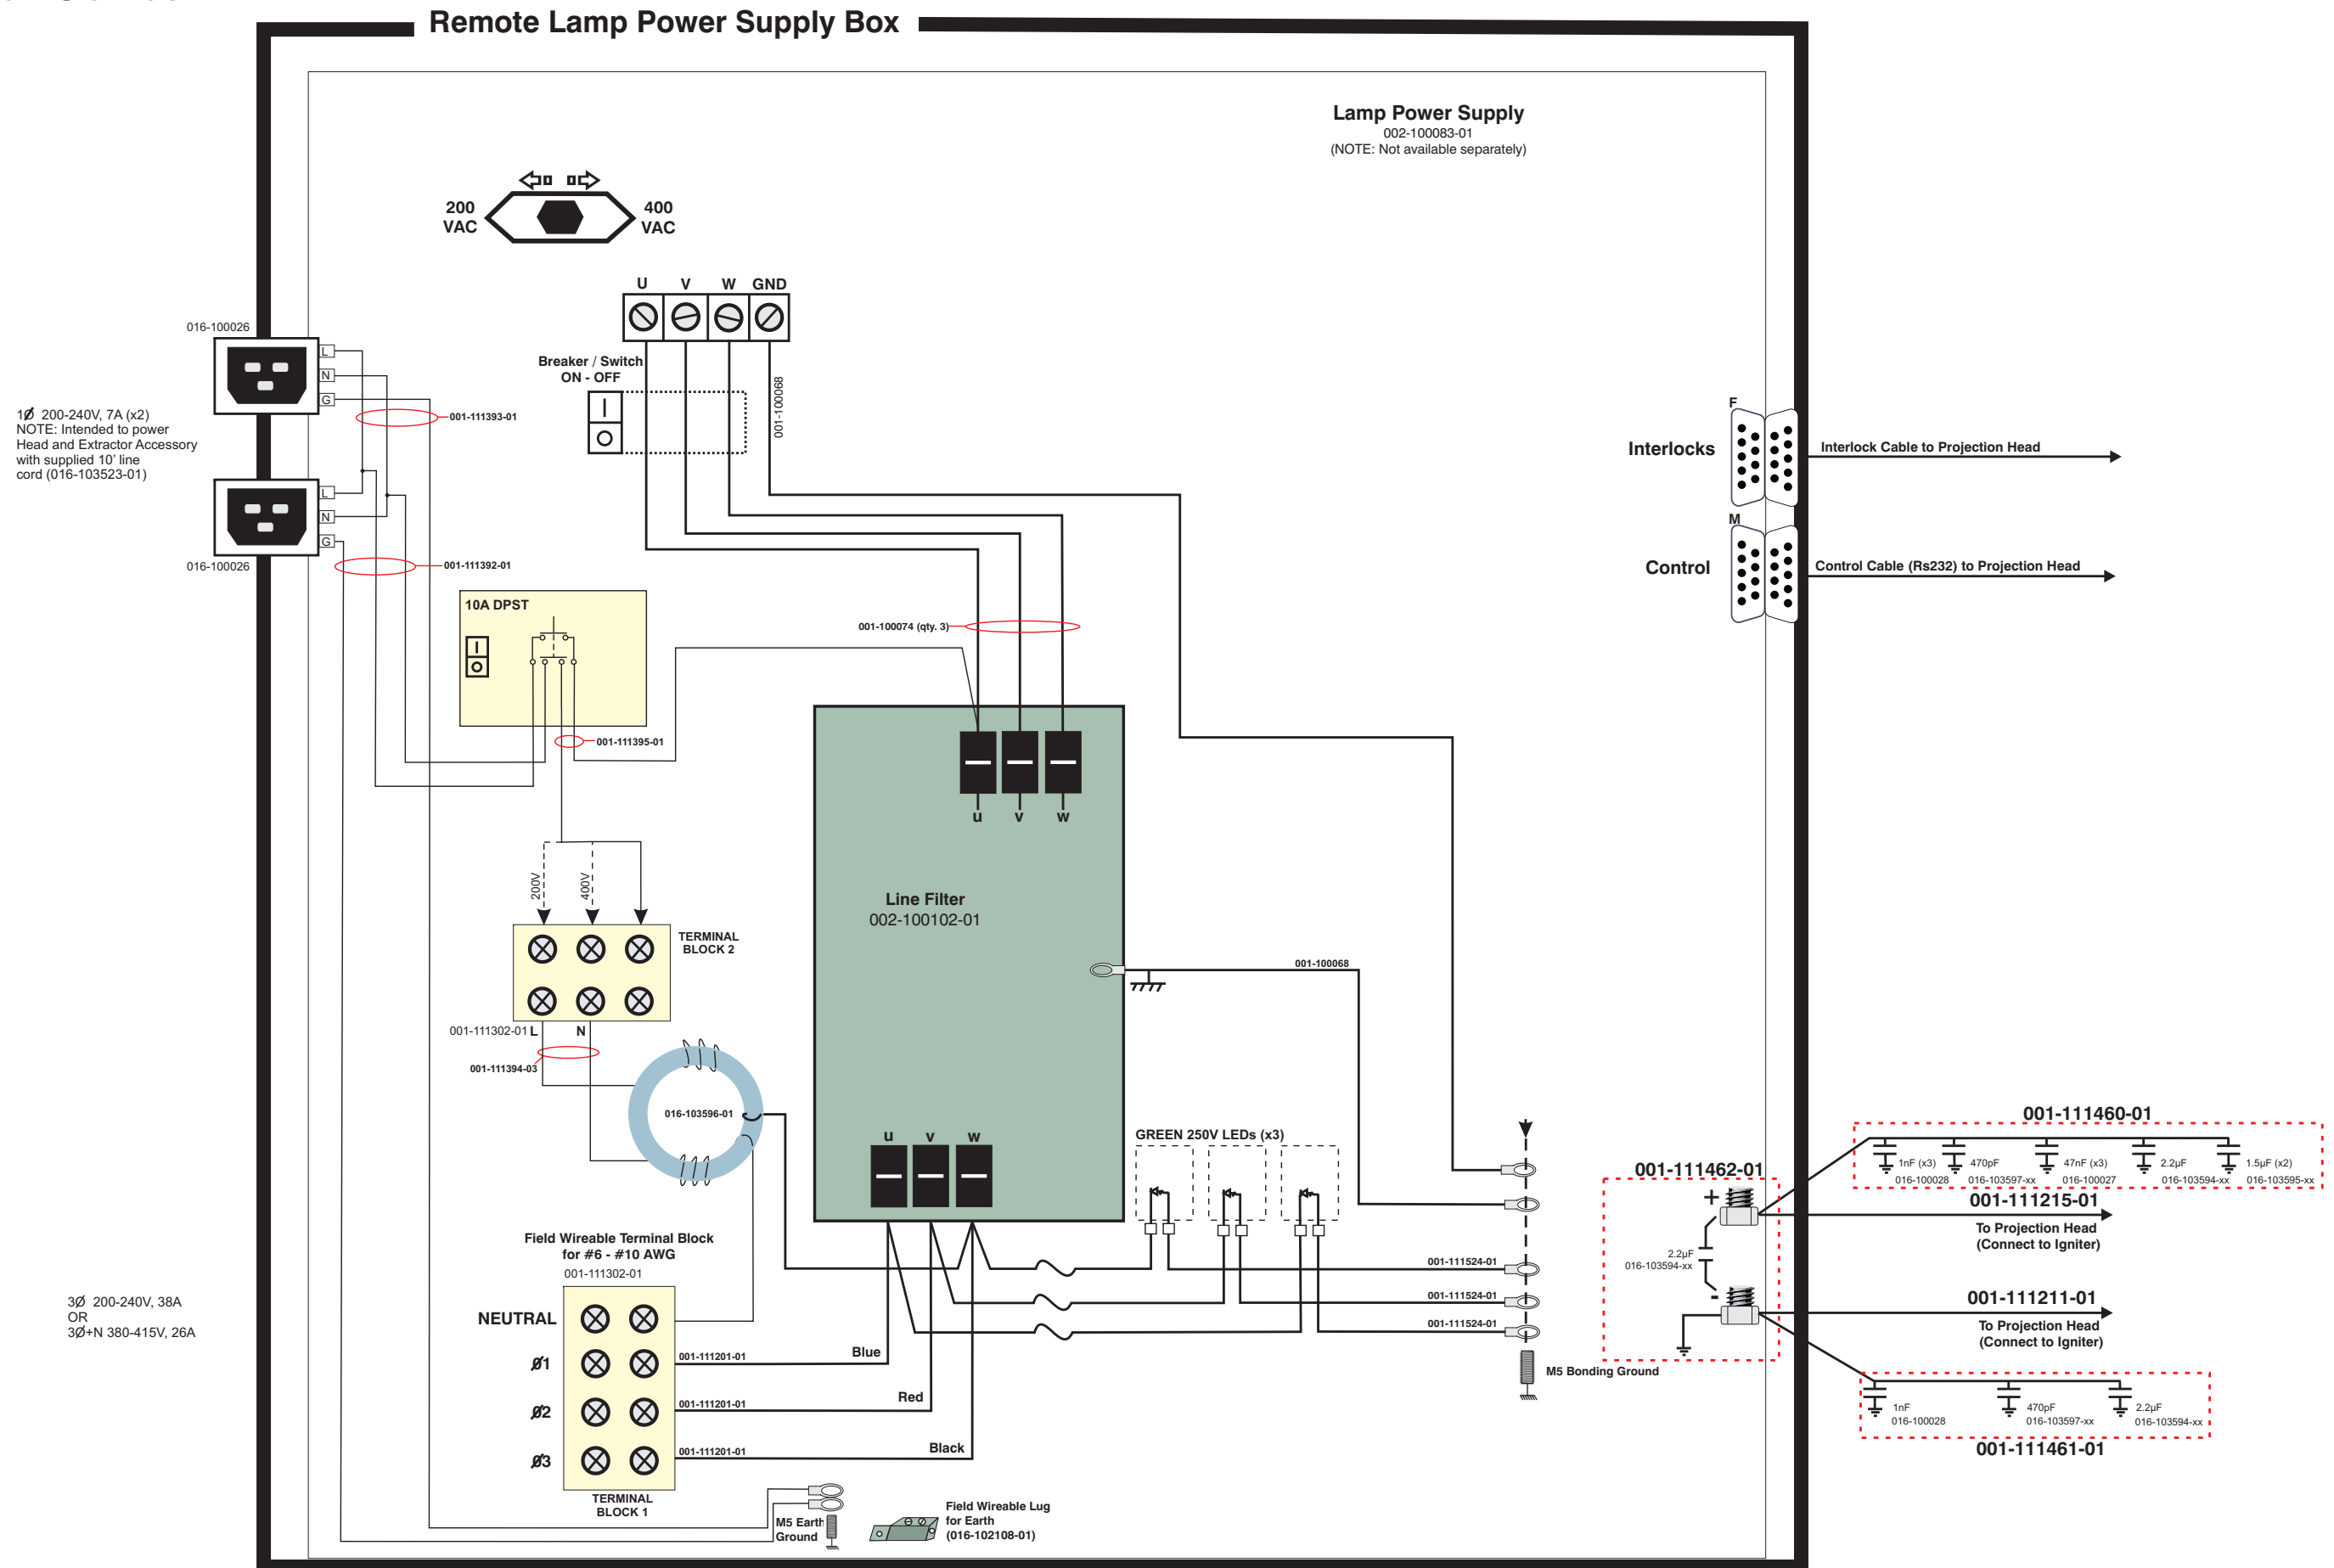 Remote Lamp Power Supply Box
Lamp Power Supply
002-100083-01
(NOTE: Not available separately)
200
VAC
400
VAC
U V W GND
Breaker / Switch
ON - OFF
001-100068
016-100026
L
N
G
001-111393-01
1Ø 200-240V, 7A (x2)
NOTE: Intended to power
Head and Extractor Accessory
with supplied 10' line
cord (016-103523-01)
L
N
G
016-100026
001-111392-01
F
Interlocks
Interlock Cable to Projection Head
M
Control
Control Cable (Rs232) to Projection Head
10A DPST
I
O
001-111395-01
001-100074 (qty. 3)
u v w
Line Filter
002-100102-01
200V
400V
TERMINAL
BLOCK 2
001-111302-01 L N
001-111394-03
016-103596-01
001-100068
u v w
GREEN 250V LEDs (x3)
001-111524-01
001-111524-01
001-111524-01
M5 Bonding Ground
Field Wireable Terminal Block
for #6 - #10 AWG
001-111302-01
3Ø 200-240V, 38A
OR
3Ø+N 380-415V, 26A
NEUTRAL
Ø1
Ø2
Ø3
001-111201-01 Blue
001-111201-01 Red
001-111201-01 Black
TERMINAL
BLOCK 1
M5 Earth
Ground
Field Wireable Lug
for Earth
(016-102108-01)
001-111462-01
+
2.2µF
016-103594-xx
-
001-111460-01
1nF (x3) 470pF 47nF (x3) 2.2µF 1.5µF (x2)
016-100028 016-103597-xx 016-100027 016-103594-xx 016-103595-xx
001-111215-01
To Projection Head
(Connect to Igniter)
001-111211-01
To Projection Head
(Connect to Igniter)
1nF 470pF 2.2µF
016-100028 016-103597-xx 016-103594-xx
001-111461-01